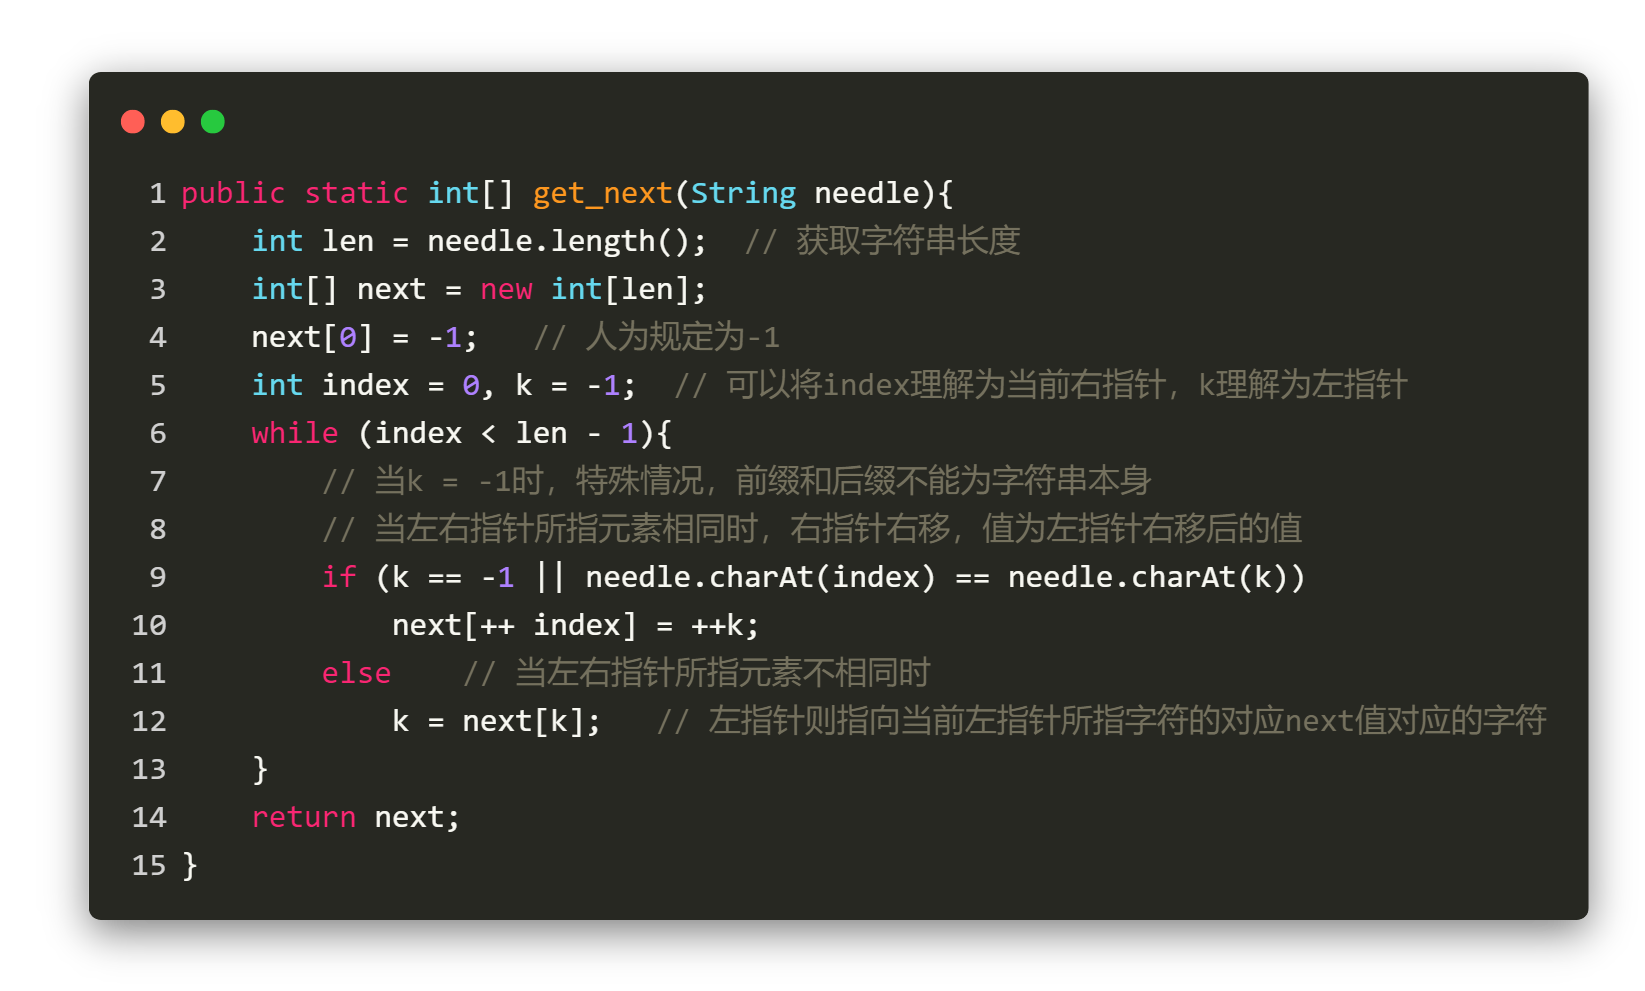 1 public static int[] get_next(String needle){
2     int len = needle.length();  // 获取字符串长度
3     int[] next = new int[len];
4     next[0] = -1;   // 人为规定为-1
5     int index = 0, k = -1;  // 可以将index理解为当前右指针，k理解为左指针
6     while (index < len - 1){
7         // 当k = -1时，特殊情况，前缀和后缀不能为字符串本身
8         // 当左右指针所指元素相同时，右指针右移，值为左指针右移后的值
9         if (k == -1 || needle.charAt(index) == needle.charAt(k))
10             next[++ index] = ++k;
11         else    // 当左右指针所指元素不相同时
12             k = next[k];   // 左指针则指向当前左指针所指字符的对应next值对应的字符
13     }
14     return next;
15 }